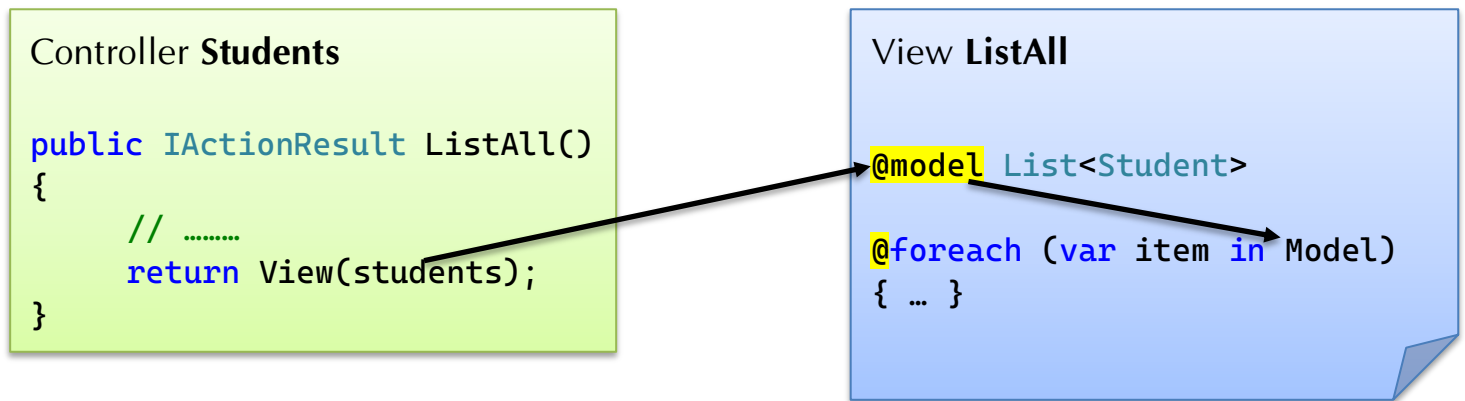 Controller Students
public IActionResult ListAll()
{
// ………
return View(students);
}
View ListAll
@model List<Student>
@foreach (var item in Model)
{ … }